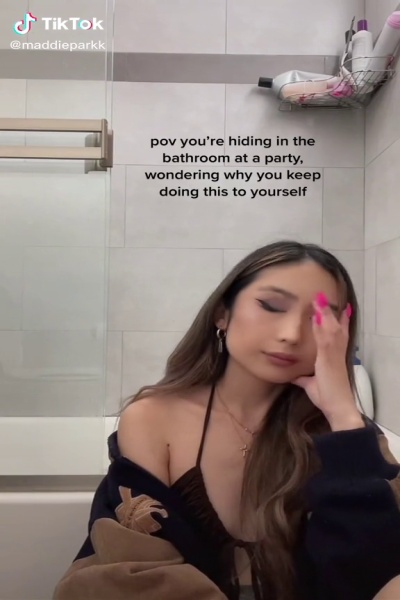 TikTok
@maddieparkk
pov you're hiding in the
bathroom at a party,
wondering why you keep
doing this to yourself